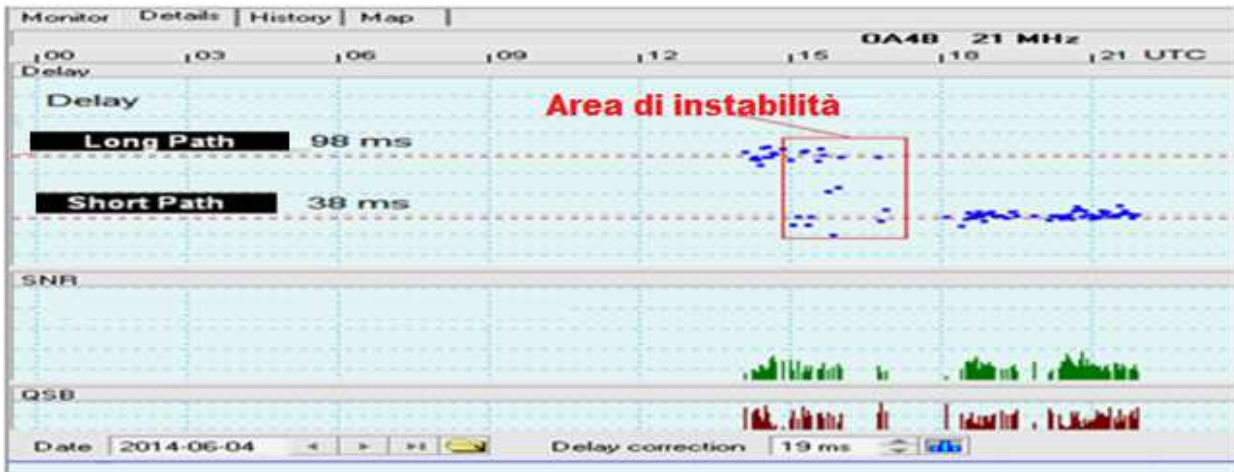 Monitor Details History Map
OA4B 21 MHz
00 03 06 09 12 15 18 21 UTC
Delay
Delay
Area di instabilità
Long Path 98 ms
Short Path 38 ms
SNR
QSB
Date 2014-06-04 Delay correction 19 ms